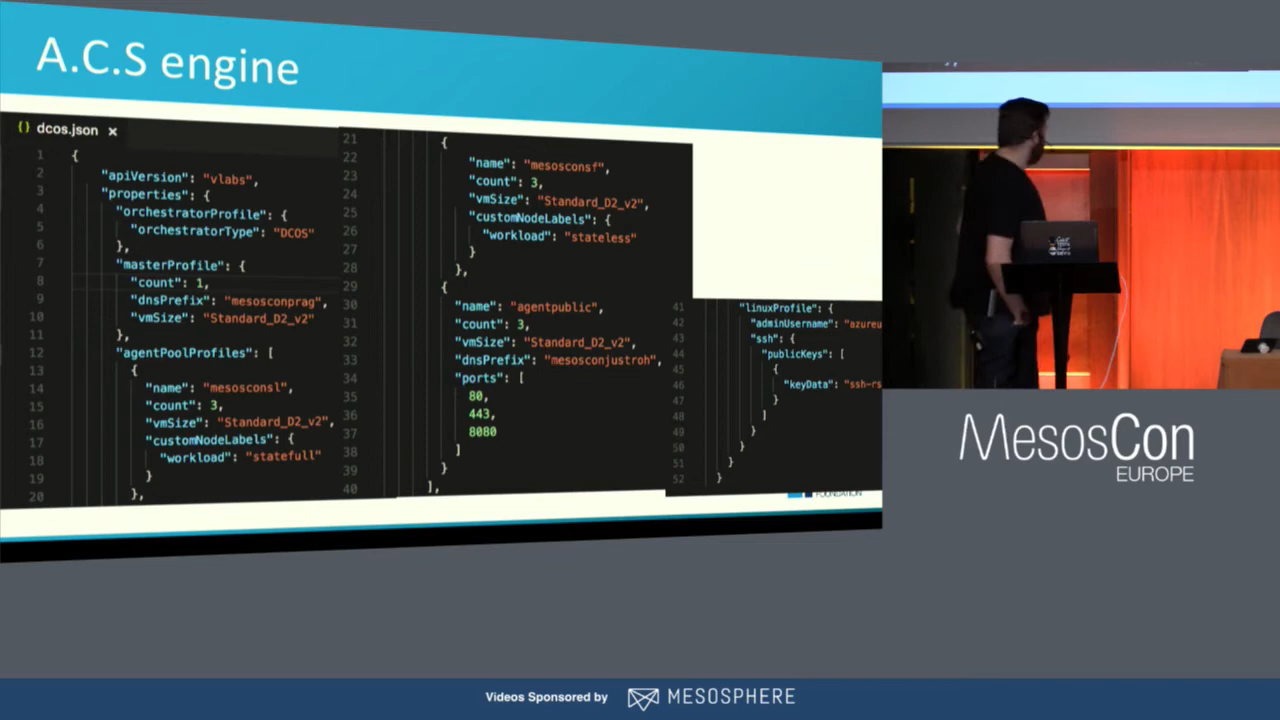 A.C.S engine
{} dcos.json ×
1 {
2 "apiVersion": "vlabs",
3 "properties": {
4 "orchestratorProfile": {
5 "orchestratorType": "DCOS"
6 },
7 "masterProfile": {
8 "count": 1,
9 "dnsPrefix": "mesosconprag",
10 "vmSize": "Standard_D2_v2"
11 },
12 "agentPoolProfiles": [
13 {
14 "name": "mesosconsl",
15 "count": 3,
16 "vmSize": "Standard_D2_v2",
17 "customNodeLabels": {
18 "workload": "statefull"
19 }
20 },
21 {
22 "name": "mesosconsf",
23 "count": 3,
24 "vmSize": "Standard_D2_v2",
25 "customNodeLabels": {
26 "workload": "stateless"
27 }
28 },
29 {
30 "name": "agentpublic",
31 "count": 3,
32 "vmSize": "Standard_D2_v2",
33 "dnsPrefix": "mesosconjustroh",
34 "ports": [
35 80,
36 443,
37 8080
38 ]
39 }
40 ],
41 "linuxProfile": {
42 "adminUsername": "azureu
43 "ssh": {
44 "publicKeys": [
45 {
46 "keyData": "ssh-rs
47 }
48 ]
49 }
50 }
51 }
52 }
FOUNDATION
MesosCon
EUROPE
Videos Sponsored by MESOSPHERE